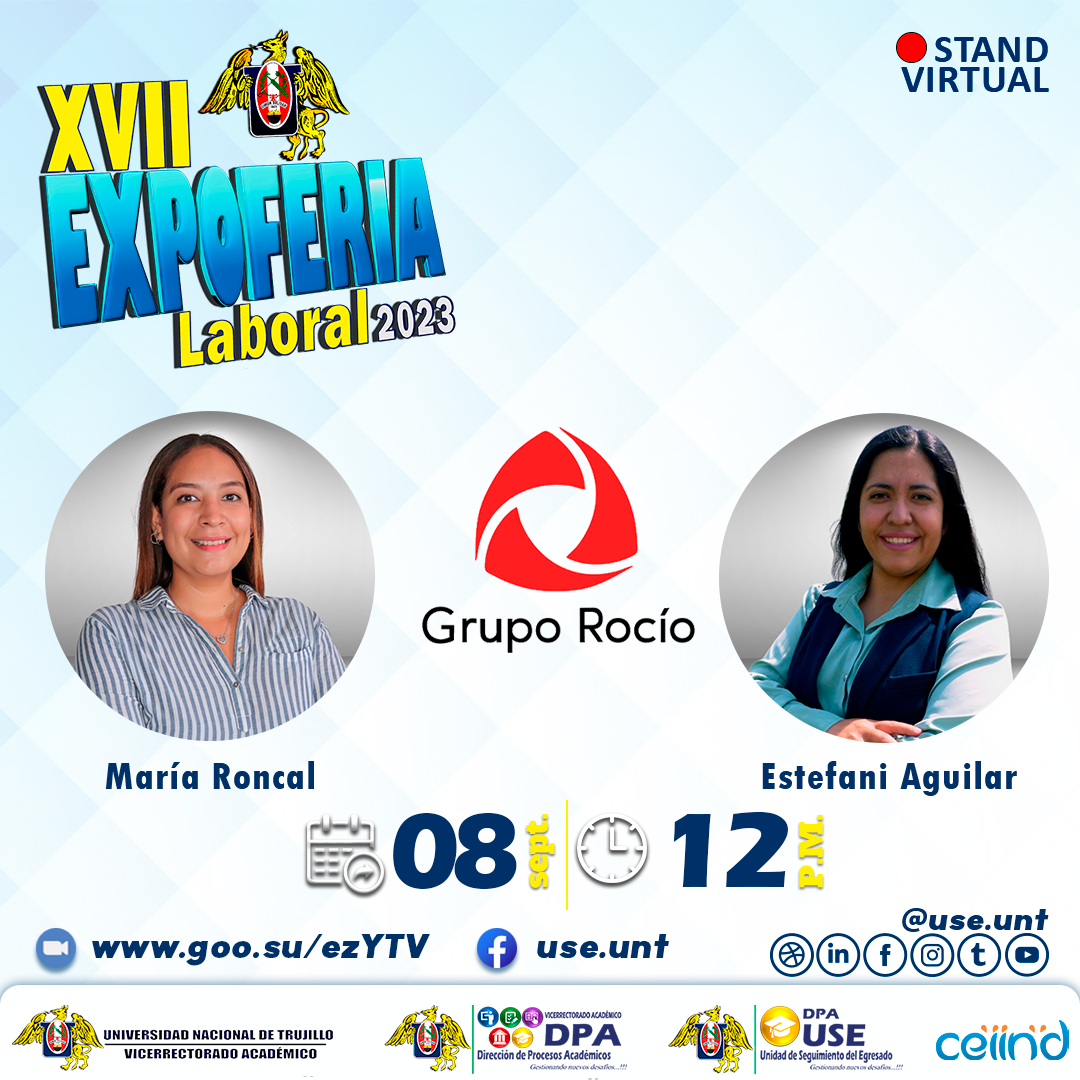 STAND
VIRTUAL
XVII
EXPOFERIA
Laboral 2023
Grupo Rocío
María Roncal
Estefani Aguilar
08 sept.
12 P.M.
www.goo.su/ezYTV
use.unt
@use.unt
UNIVERSIDAD NACIONAL DE TRUJILLO
VICERRECTORADO ACADÉMICO
VICERRECTORADO ACADÉMICO
DPA
Dirección de Procesos Académicos
Gestionando nuevos desafíos...!!!
DPA
USE
Unidad de Seguimiento del Egresado
Gestionando nuevos desafíos...!!!
ceiind